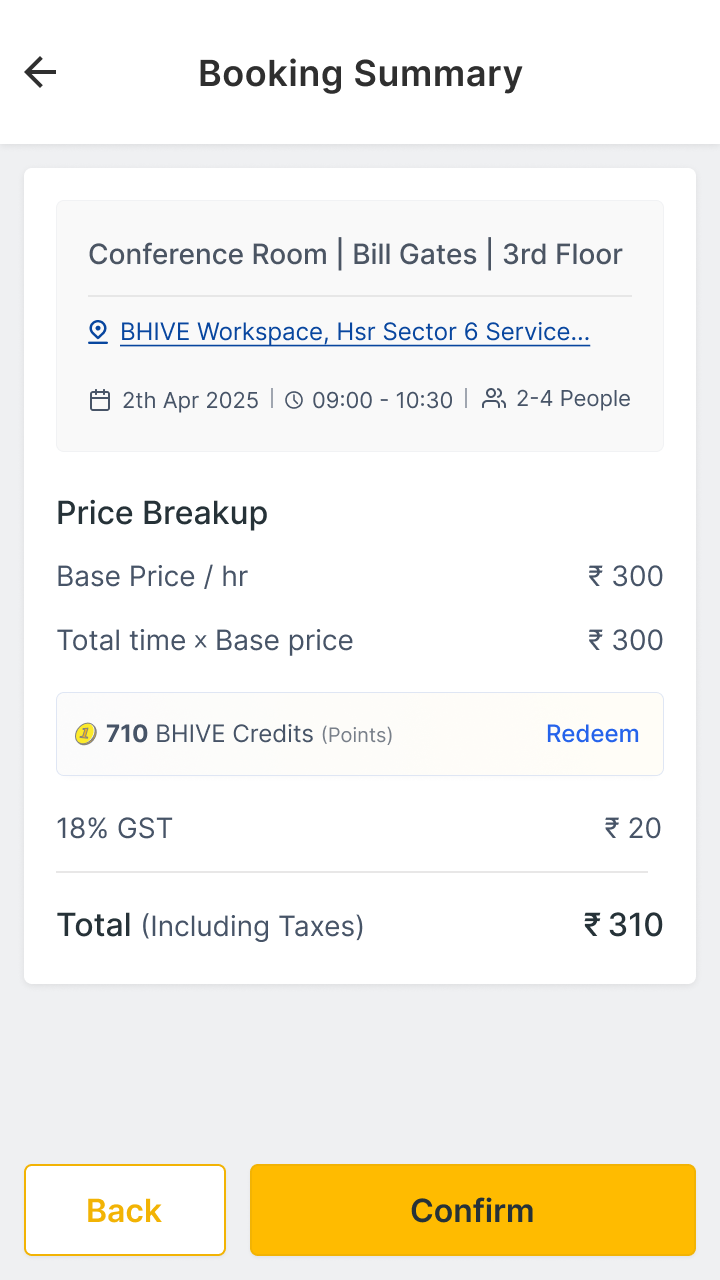 Booking Summary
Conference Room | Bill Gates | 3rd Floor
BHIVE Workspace, Hsr Sector 6 Service...
2th Apr 2025 | 09:00 - 10:30 | 2-4 People
Price Breakup
Base Price / hr ₹ 300
Total time × Base price ₹ 300
1 710 BHIVE Credits (Points) Redeem
18% GST ₹ 20
Total (Including Taxes) ₹ 310
Back Confirm